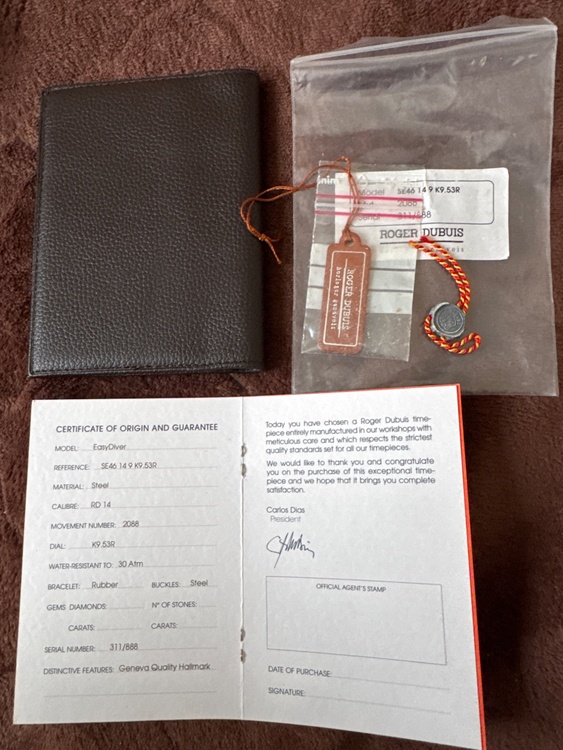 Model SE46 14 9 K9.53R
2088
Serial 311/888
ROGER DUBUIS
ROGER DUBUIS
HORLOGER GENEVOIS
CERTIFICATE OF ORIGIN AND GUARANTEE
MODEL: EasyDiver
REFERENCE: SE46 14 9 K9.53R
MATERIAL: Steel
CALIBRE: RD 14
MOVEMENT NUMBER: 2088
DIAL: K9.53R
WATER-RESISTANT TO: 30 Atm
BRACELET: Rubber BUCKLES: Steel
GEMS DIAMONDS: N° OF STONES:
CARATS: CARATS:
SERIAL NUMBER: 311/888
DISTINCTIVE FEATURES: Geneva Quality Hallmark
Today you have chosen a Roger Dubuis time-
piece entirely manufactured in our workshops with
meticulous care and which respects the strictest
quality standards set for all our timepieces.
We would like to thank and congratulate
you on the purchase of this exceptional time-
piece and we hope that it brings you complete
satisfaction.
Carlos Dias
President
OFFICIAL AGENT'S STAMP
DATE OF PURCHASE:
SIGNATURE: